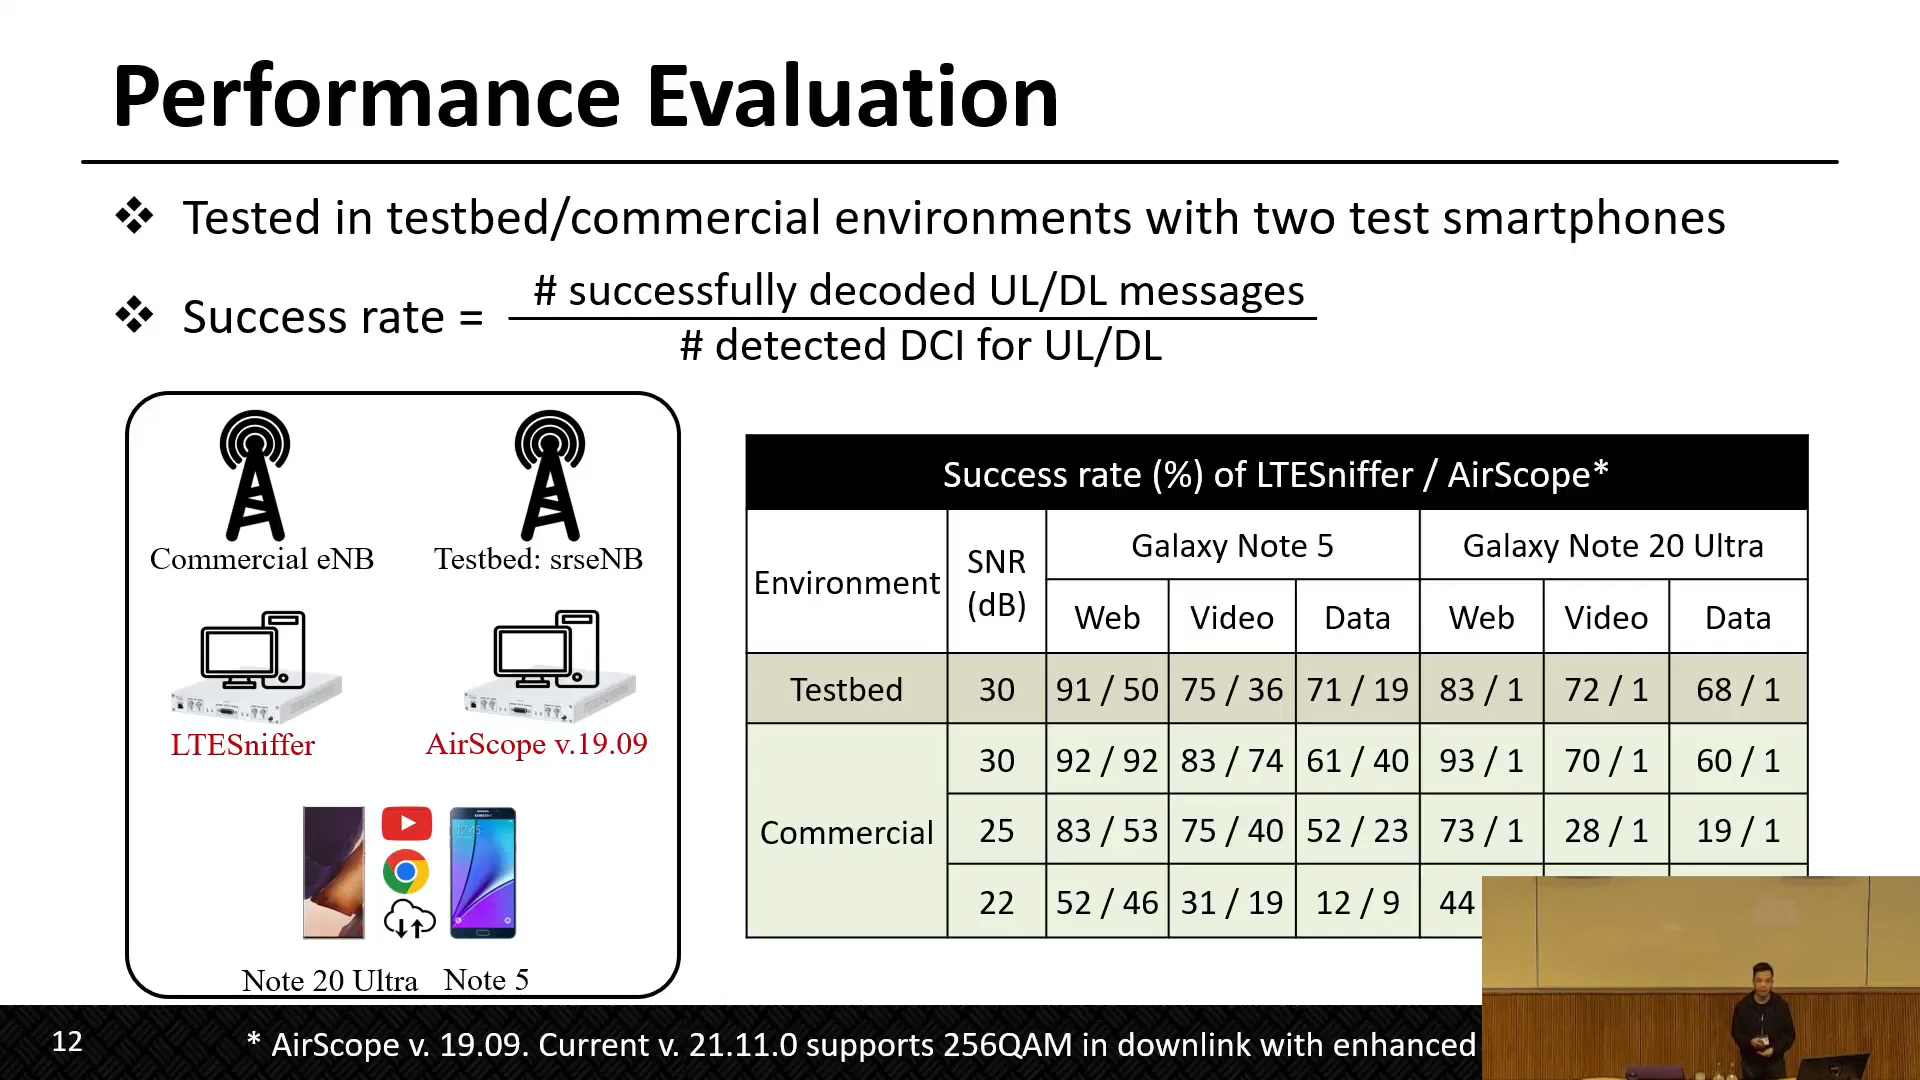 Performance Evaluation
Tested in testbed/commercial environments with two test smartphones
Success rate =
# successfully decoded UL/DL messages
# detected DCI for UL/DL
Commercial eNB
Testbed: srseNB
LTESniffer
AirScope v.19.09
Note 20 Ultra
Note 5
Success rate (%) of LTESniffer / AirScope*
Environment
SNR
(dB)
Galaxy Note 5
Galaxy Note 20 Ultra
Web Video Data Web Video Data
Testbed 30 91 / 50 75 / 36 71 / 19 83 / 1 72 / 1 68 / 1
Commercial
30 92 / 92 83 / 74 61 / 40 93 / 1 70 / 1 60 / 1
25 83 / 53 75 / 40 52 / 23 73 / 1 28 / 1 19 / 1
22 52 / 46 31 / 19 12 / 9 44
12
* AirScope v. 19.09. Current v. 21.11.0 supports 256QAM in downlink with enhanced